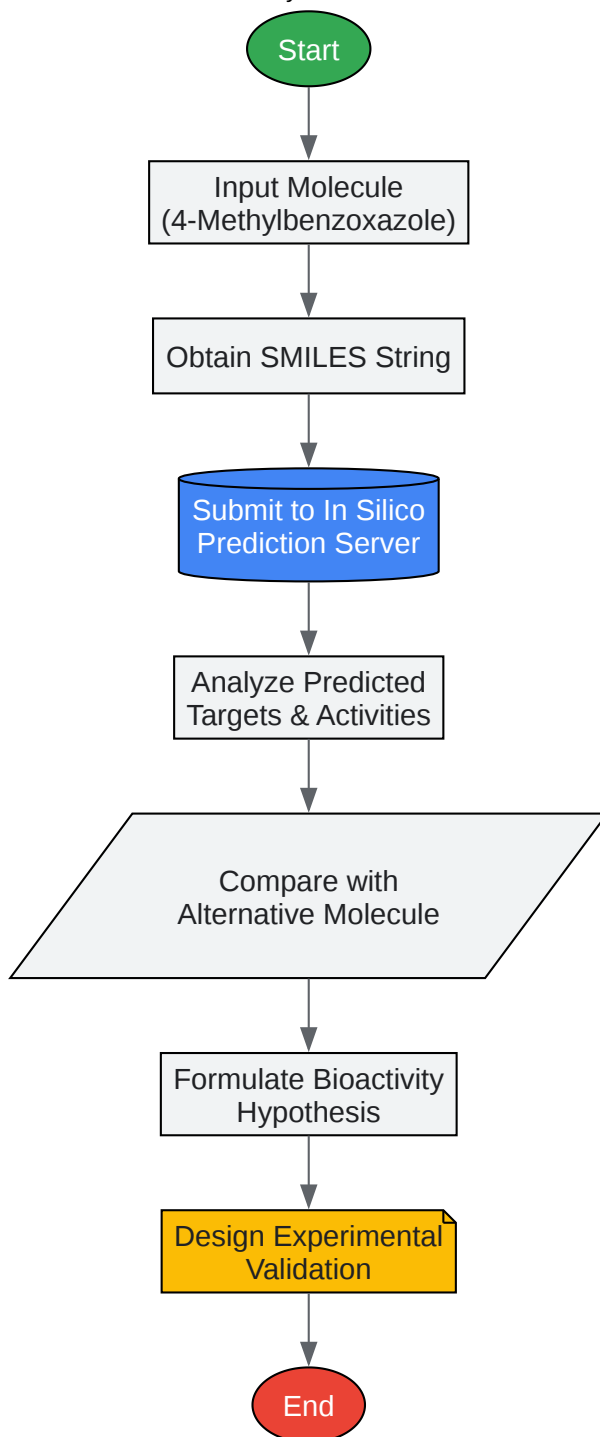 Start
Input Molecule
(4-Methylbenzoxazole)
Obtain SMILES String
Submit to In Silico
Prediction Server
Analyze Predicted
Targets & Activities
Compare with
Alternative Molecule
Formulate Bioactivity
Hypothesis
Design Experimental
Validation
End